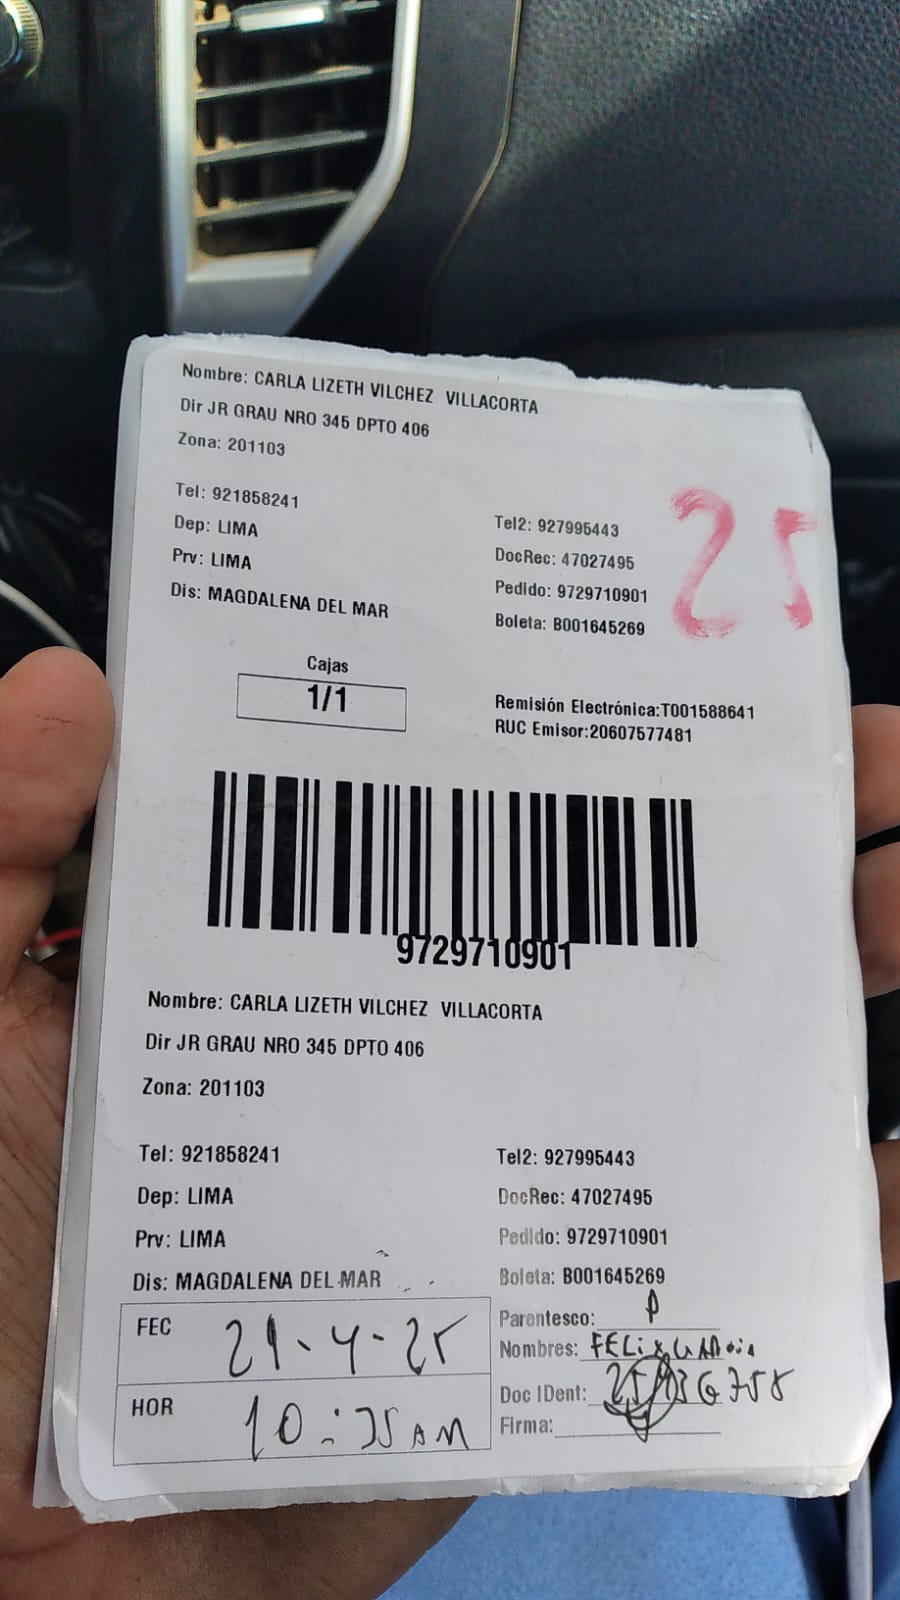 Nombre: CARLA LIZETH VILCHEZ VILLACORTA
Dir JR GRAU NRO 345 DPTO 406
Zona: 201103
25
Tel: 921858241
Tel2: 927995443
Dep: LIMA
DocRec: 47027495
Prv: LIMA
Pedido: 9729710901
Dis: MAGDALENA DEL MAR
Boleta: B001645269
Cajas
1/1
Remisión Electrónica:T001588641
RUC Emisor:20607577481
9729710901
Nombre: CARLA LIZETH VILCHEZ VILLACORTA
Dir JR GRAU NRO 345 DPTO 406
Zona: 201103
Tel: 921858241
Tel2: 927995443
Dep: LIMA
DocRec: 47027495
Prv: LIMA
Pedido: 9729710901
Dis: MAGDALENA DEL MAR
Boleta: B001645269
FEC 21-4-25
Parentesco: P
Nombres: FELiX
Doc IDent:
HOR 10:35 AM
Firma: